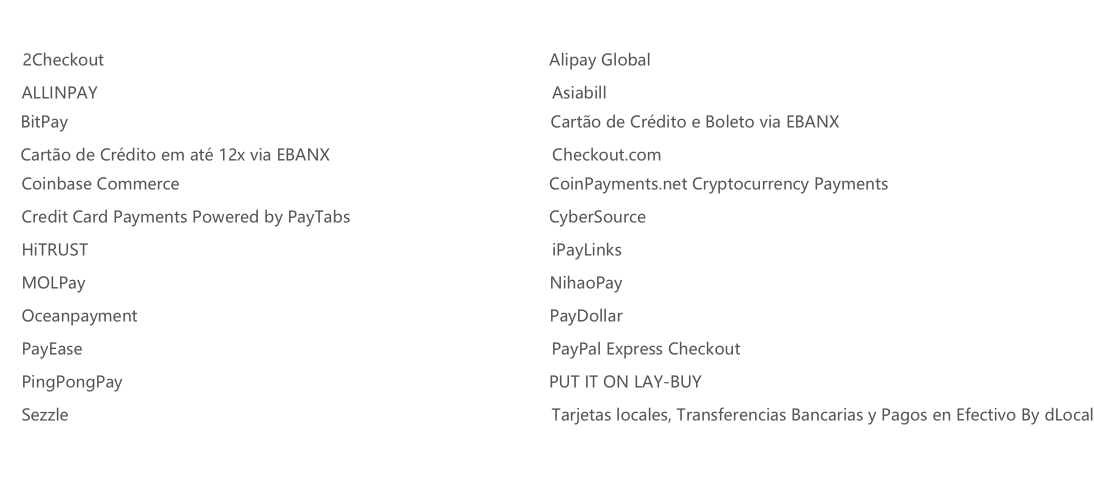 2Checkout
Alipay Global
ALLINPAY
Asiabill
BitPay
Cartão de Crédito e Boleto via EBANX
Cartão de Crédito em até 12x via EBANX
Checkout.com
Coinbase Commerce
CoinPayments.net Cryptocurrency Payments
Credit Card Payments Powered by PayTabs
CyberSource
HiTRUST
iPayLinks
MOLPay
NihaoPay
Oceanpayment
PayDollar
PayEase
PayPal Express Checkout
PingPongPay
PUT IT ON LAY-BUY
Sezzle
Tarjetas locales, Transferencias Bancarias y Pagos en Efectivo By dLocal